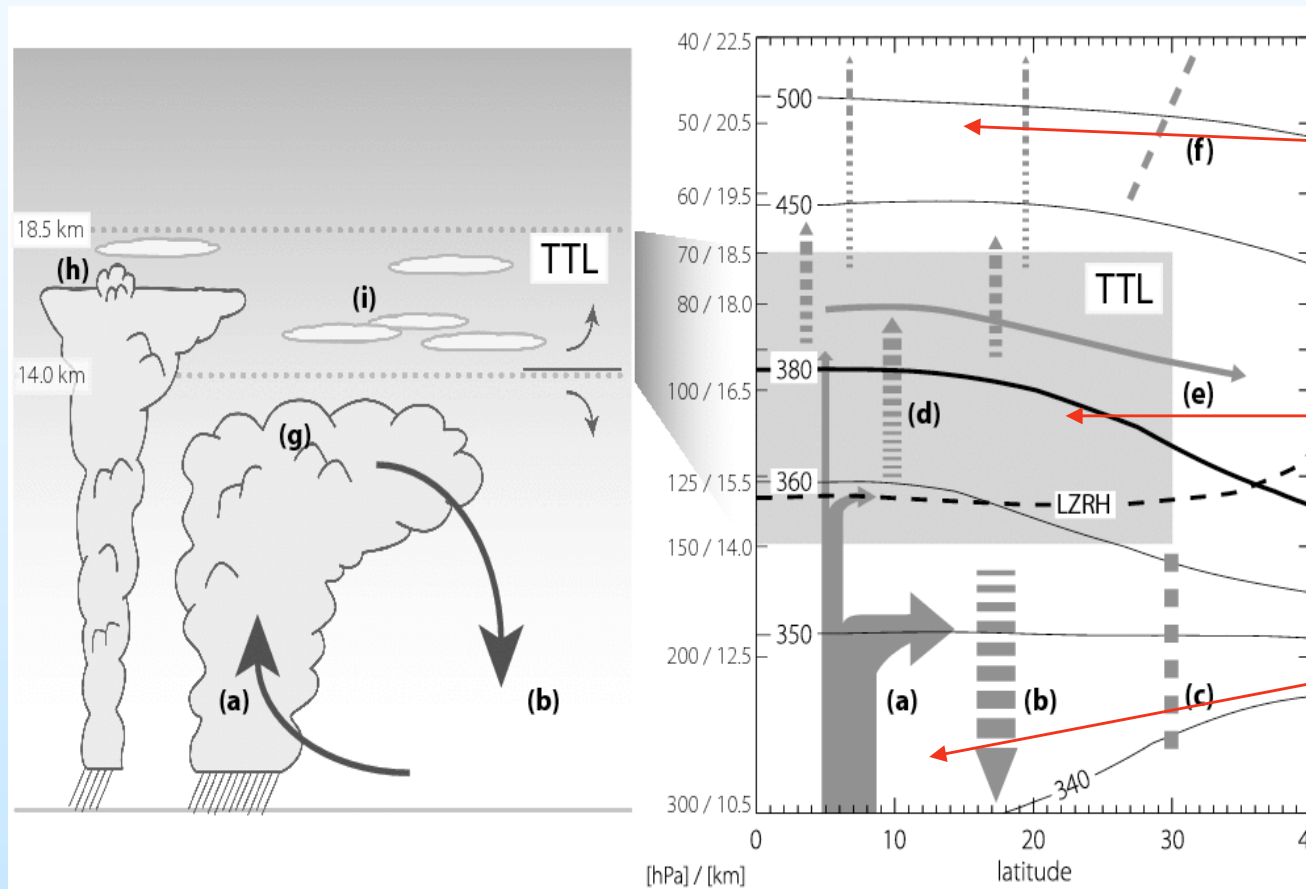 18.5 km
TTL
(h)
(i)
14.0 km
(g)
(a)
(b)
40 / 22.5
500
50 / 20.5
(f)
60 / 19.5
450
70 / 18.5
TTL
80 / 18.0
380
100 / 16.5
(e)
(d)
360
125 / 15.5
LZRH
150 / 14.0
350
200 / 12.5
(a)
(b)
(c)
340
300 / 10.5
0
10
20
30
4
[hPa] / [km]
latitude